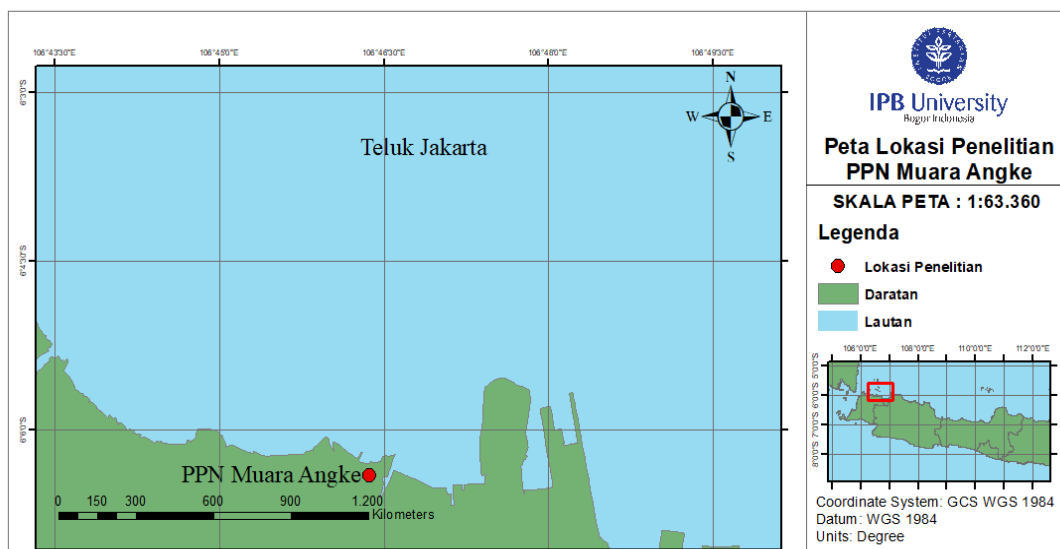 106°43'30"E 106°45'0"E 106°46'30"E 106°48'0"E 106°49'30"E
6°3'0"S
6°4'30"S
6°6'0"S
N
W E
S
Teluk Jakarta
PPN Muara Angke
0 150 300 600 900 1.200
Kilometers
IPB University
Bogor Indonesia
Peta Lokasi Penelitian
PPN Muara Angke
SKALA PETA : 1:63.360
Legenda
Lokasi Penelitian
Daratan
Lautan
106°0'0"E 108°0'0"E 110°0'0"E 112°0'0"E
5°0'0"S
6°0'0"S
7°0'0"S
8°0'0"S
Coordinate System: GCS WGS 1984
Datum: WGS 1984
Units: Degree